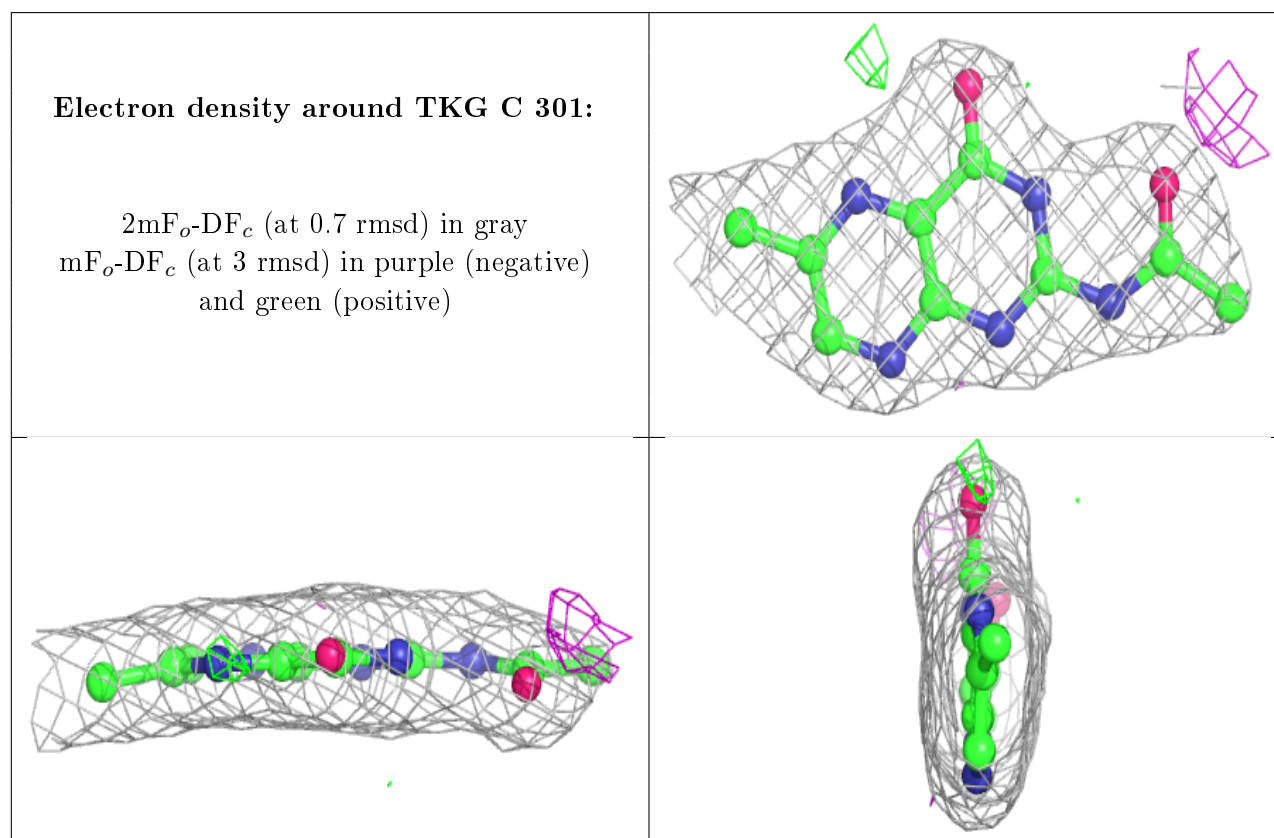 Electron density around TKG C 301:
2mFo-DFc (at 0.7 rmsd) in gray
mFo-DFc (at 3 rmsd) in purple (negative)
and green (positive)